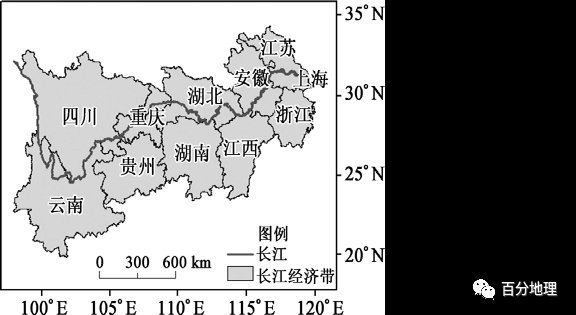 35°N
江苏
安徽
上海
湖北
30°N
四川
重庆
浙江
湖南
江西
贵州
25°N
云南
图例
长江
0 300 600 km
长江经济带
20°N
百分地理
100°E 105°E 110°E 115°E 120°E